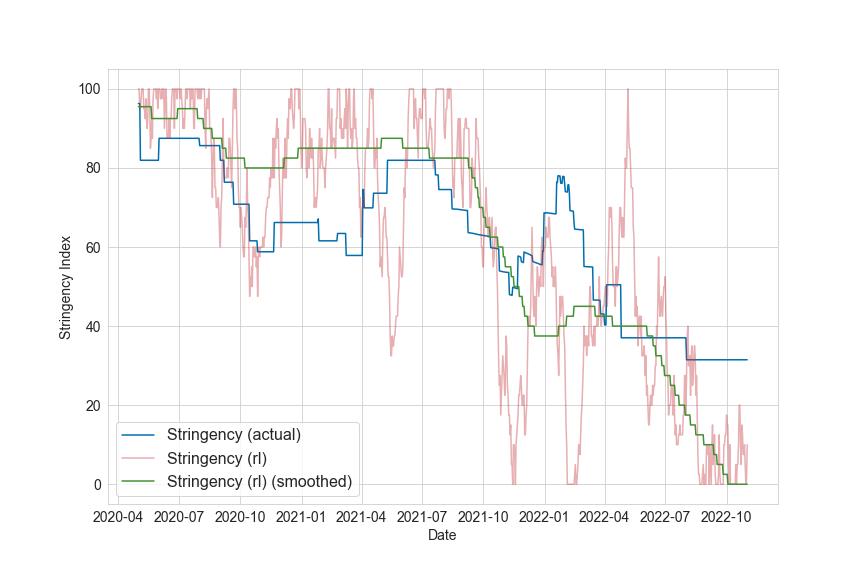 100
80
60
40
20
0
Stringency Index
Stringency (actual)
Stringency (rl)
Stringency (rl) (smoothed)
2020-04 2020-07 2020-10 2021-01 2021-04 2021-07 2021-10 2022-01 2022-04 2022-07 2022-10
Date